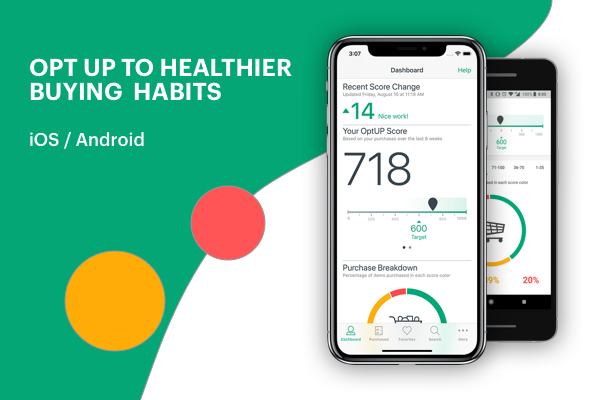 OPT UP TO HEALTHIER
BUYING HABITS
iOS / Android
3:07
Dashboard
Help
Recent Score Change
Updated Friday, August 10 at 11:19 AM
14 Nice work!
Your OptUP Score
Based on your purchases over the last 8 weeks
718
0 200 400 600 800 1000
600
Target
Purchase Breakdown
Percentage of items purchased in each score color
Dashboard Purchased Favorites Search More
600
Target
71-100 36-70 1-35
in each score color
9% 20%